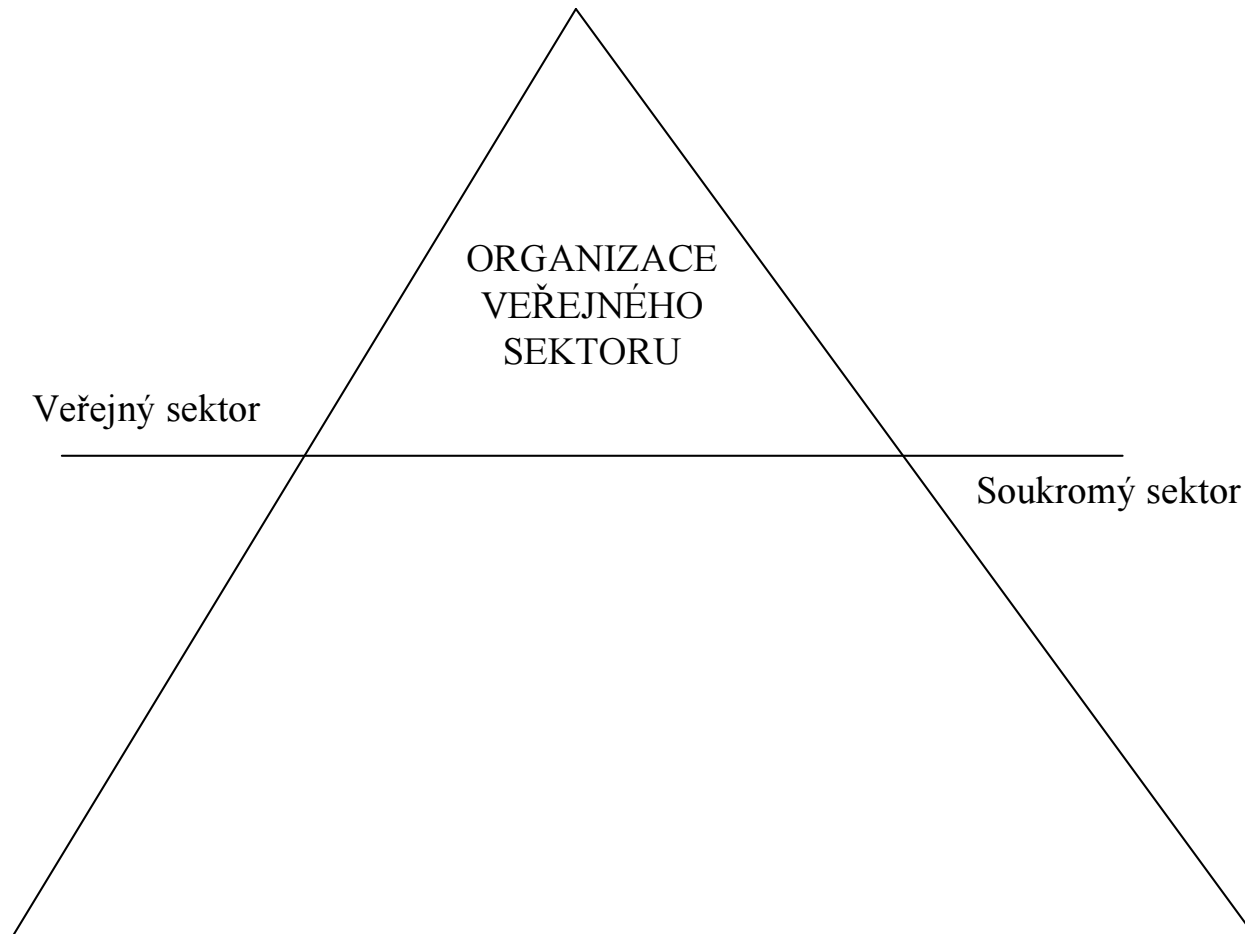 ORGANIZACE
VEŘEJNÉHO
SEKTORU
Veřejný sektor
Soukromý sektor